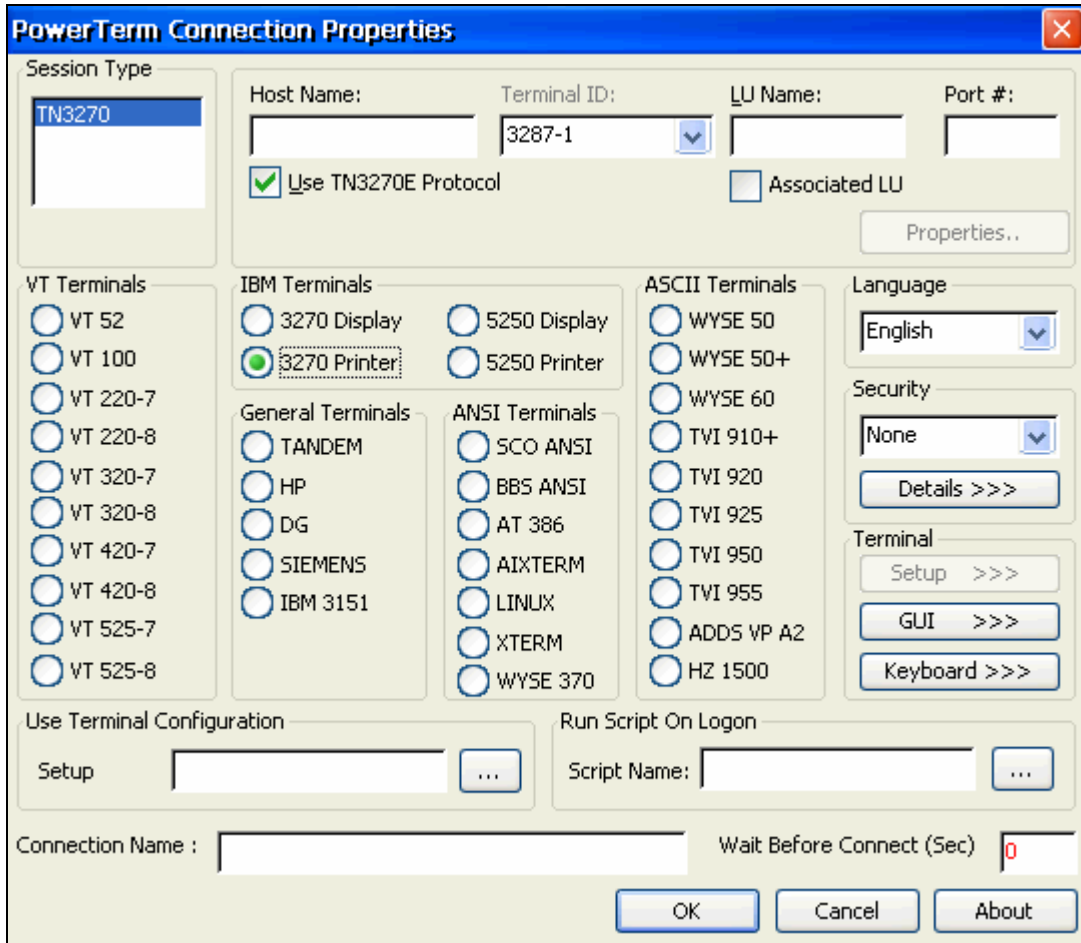 PowerTerm Connection Properties
Session Type
TN3270
Host Name:
Terminal ID:
LU Name:
Port #:
3287-1
Use TN3270E Protocol
Associated LU
Properties..
VT Terminals
VT 52
VT 100
VT 220-7
VT 220-8
VT 320-7
VT 320-8
VT 420-7
VT 420-8
VT 525-7
VT 525-8
IBM Terminals
3270 Display
5250 Display
3270 Printer
5250 Printer
General Terminals
TANDEM
HP
DG
SIEMENS
IBM 3151
ANSI Terminals
SCO ANSI
BBS ANSI
AT 386
AIXTERM
LINUX
XTERM
WYSE 370
ASCII Terminals
WYSE 50
WYSE 50+
WYSE 60
TVI 910+
TVI 920
TVI 925
TVI 950
TVI 955
ADDS VP A2
HZ 1500
Language
English
Security
None
Details >>>
Terminal
Setup >>>
GUI >>>
Keyboard >>>
Use Terminal Configuration
Setup
...
Run Script On Logon
Script Name:
...
Connection Name :
Wait Before Connect (Sec)
0
OK
Cancel
About